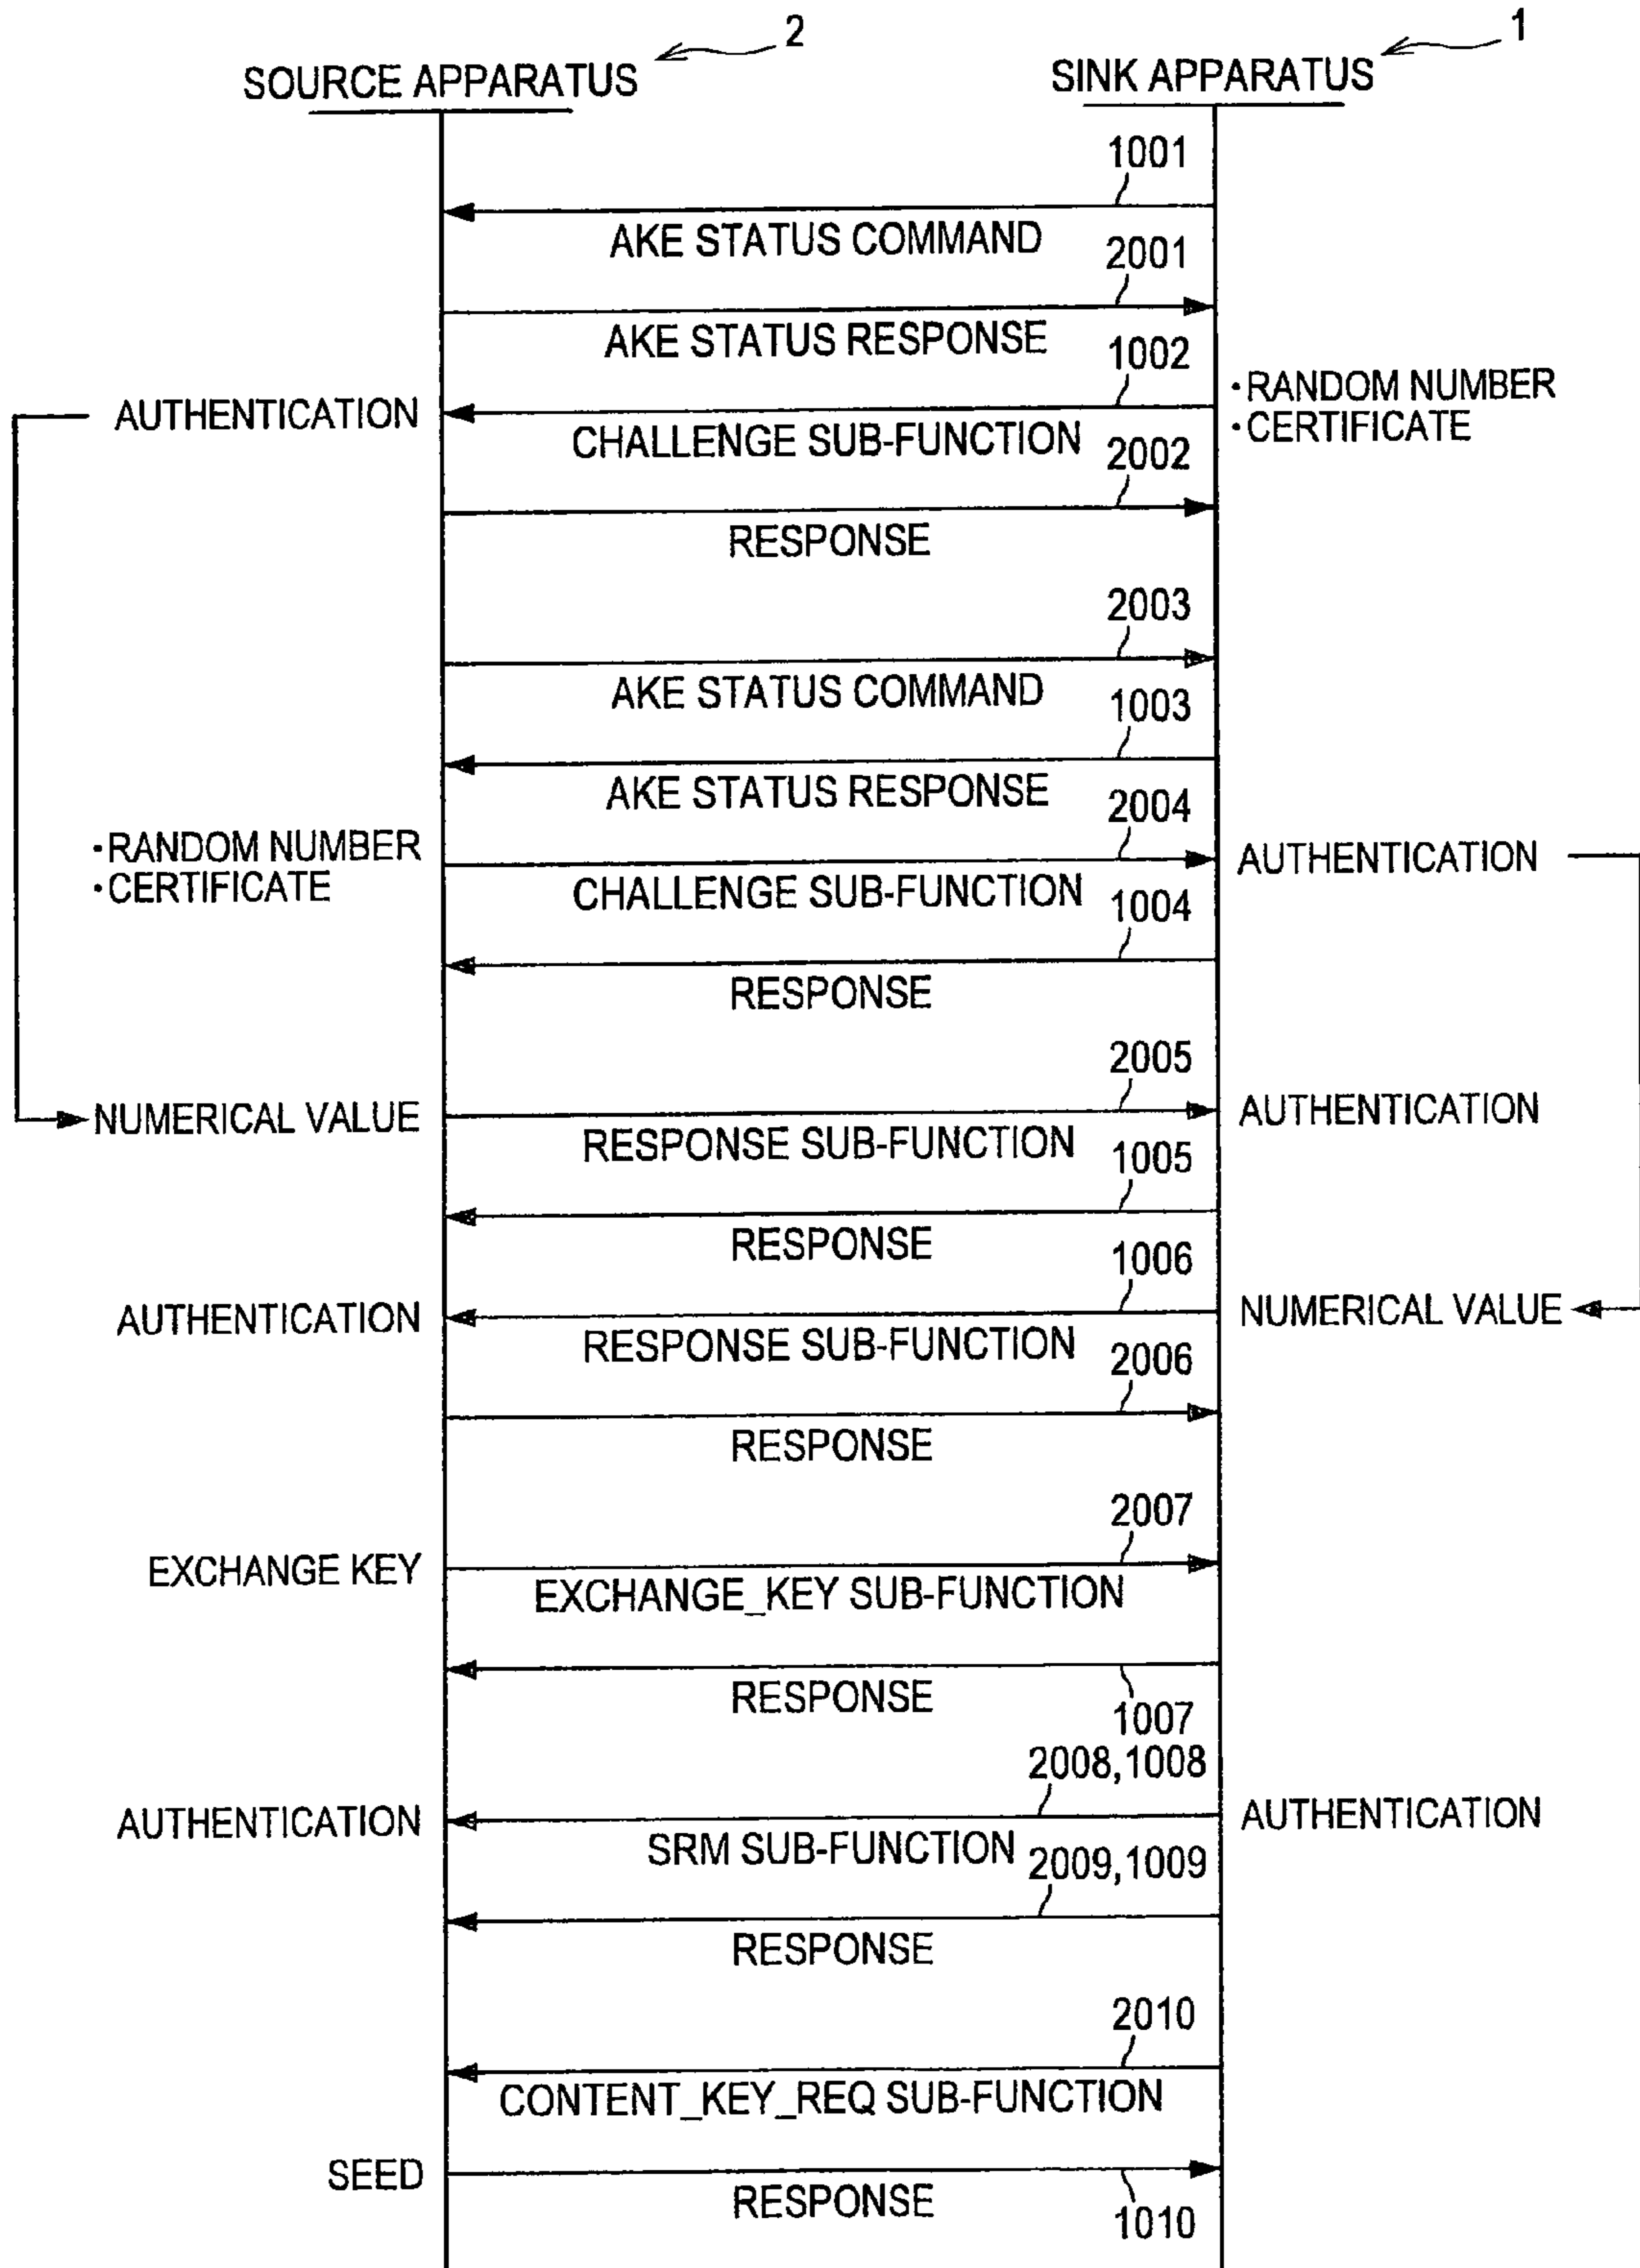 2
1
SOURCE APPARATUS
SINK APPARATUS
1001
AKE STATUS COMMAND
2001
AKE STATUS RESPONSE
1002
AUTHENTICATION
·RANDOM NUMBER
·CERTIFICATE
CHALLENGE SUB-FUNCTION
2002
RESPONSE
2003
AKE STATUS COMMAND
1003
AKE STATUS RESPONSE
2004
·RANDOM NUMBER
·CERTIFICATE
AUTHENTICATION
CHALLENGE SUB-FUNCTION
1004
RESPONSE
2005
NUMERICAL VALUE
AUTHENTICATION
RESPONSE SUB-FUNCTION
1005
RESPONSE
1006
AUTHENTICATION
NUMERICAL VALUE
RESPONSE SUB-FUNCTION
2006
RESPONSE
2007
EXCHANGE KEY
EXCHANGE_KEY SUB-FUNCTION
RESPONSE
1007
2008,1008
AUTHENTICATION
AUTHENTICATION
SRM SUB-FUNCTION
2009,1009
RESPONSE
2010
CONTENT_KEY_REQ SUB-FUNCTION
SEED
RESPONSE
1010